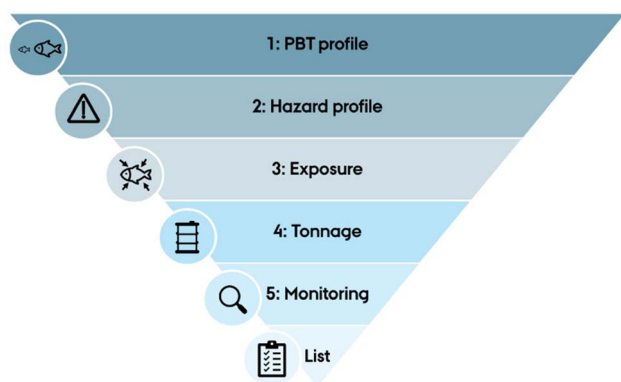 1: PBT profile
2: Hazard profile
3: Exposure
4: Tonnage
5: Monitoring
List